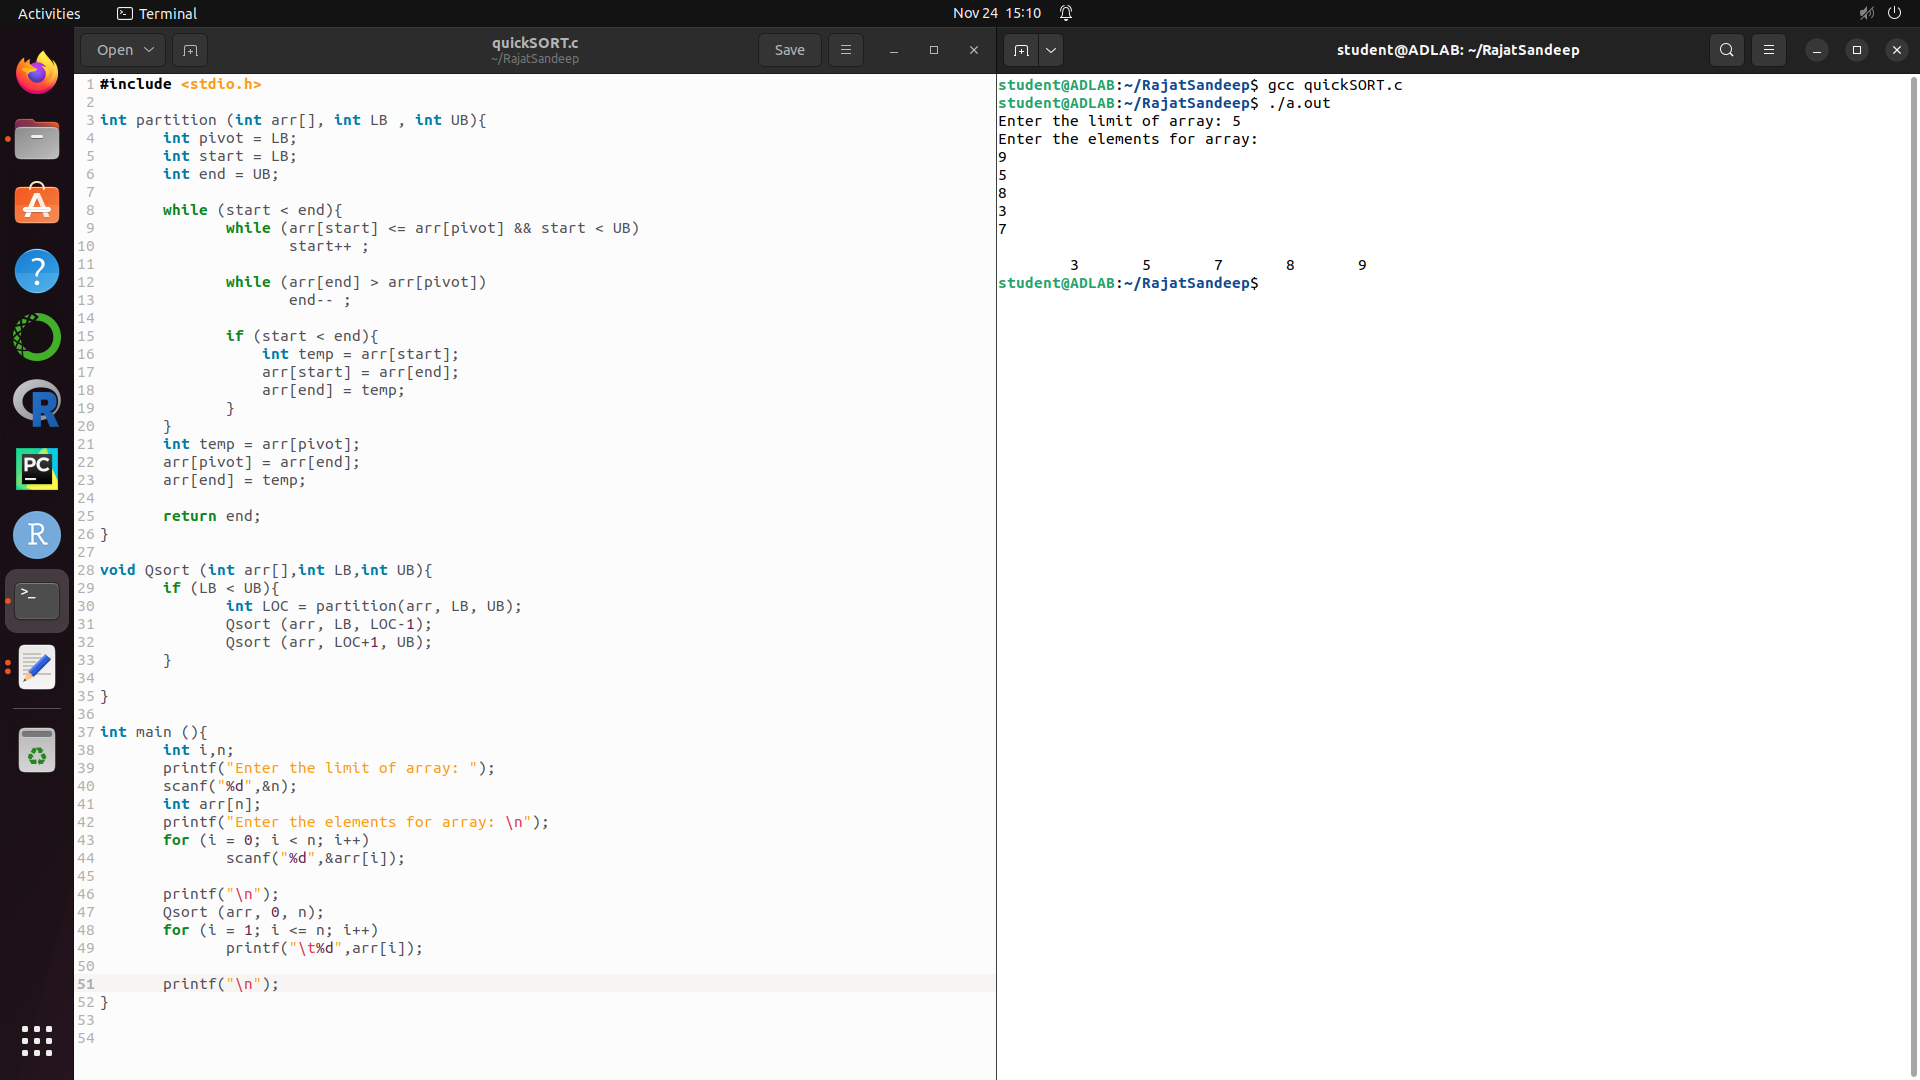 Activities
Terminal
Nov 24 15:10
Open
quickSORT.c
~/RajatSandeep
Save
1 #include <stdio.h>
2
3 int partition (int arr[], int LB , int UB){
4 int pivot = LB;
5 int start = LB;
6 int end = UB;
7
8 while (start < end){
9 while (arr[start] <= arr[pivot] && start < UB)
10 start++ ;
11
12 while (arr[end] > arr[pivot])
13 end-- ;
14
15 if (start < end){
16 int temp = arr[start];
17 arr[start] = arr[end];
18 arr[end] = temp;
19 }
20 }
21 int temp = arr[pivot];
22 arr[pivot] = arr[end];
23 arr[end] = temp;
24
25 return end;
26 }
27
28 void Qsort (int arr[],int LB,int UB){
29 if (LB < UB){
30 int LOC = partition(arr, LB, UB);
31 Qsort (arr, LB, LOC-1);
32 Qsort (arr, LOC+1, UB);
33 }
34
35 }
36
37 int main (){
38 int i,n;
39 printf("Enter the limit of array: ");
40 scanf("%d",&n);
41 int arr[n];
42 printf("Enter the elements for array: \n");
43 for (i = 0; i < n; i++)
44 scanf("%d",&arr[i]);
45
46 printf("\n");
47 Qsort (arr, 0, n);
48 for (i = 1; i <= n; i++)
49 printf("\t%d",arr[i]);
50
51 printf("\n");
52 }
53
54
student@ADLAB: ~/RajatSandeep
student@ADLAB:~/RajatSandeep$ gcc quickSORT.c
student@ADLAB:~/RajatSandeep$ ./a.out
Enter the limit of array: 5
Enter the elements for array:
9
5
8
3
7
3 5 7 8 9
student@ADLAB:~/RajatSandeep$
A
?
R
PC
R
>_